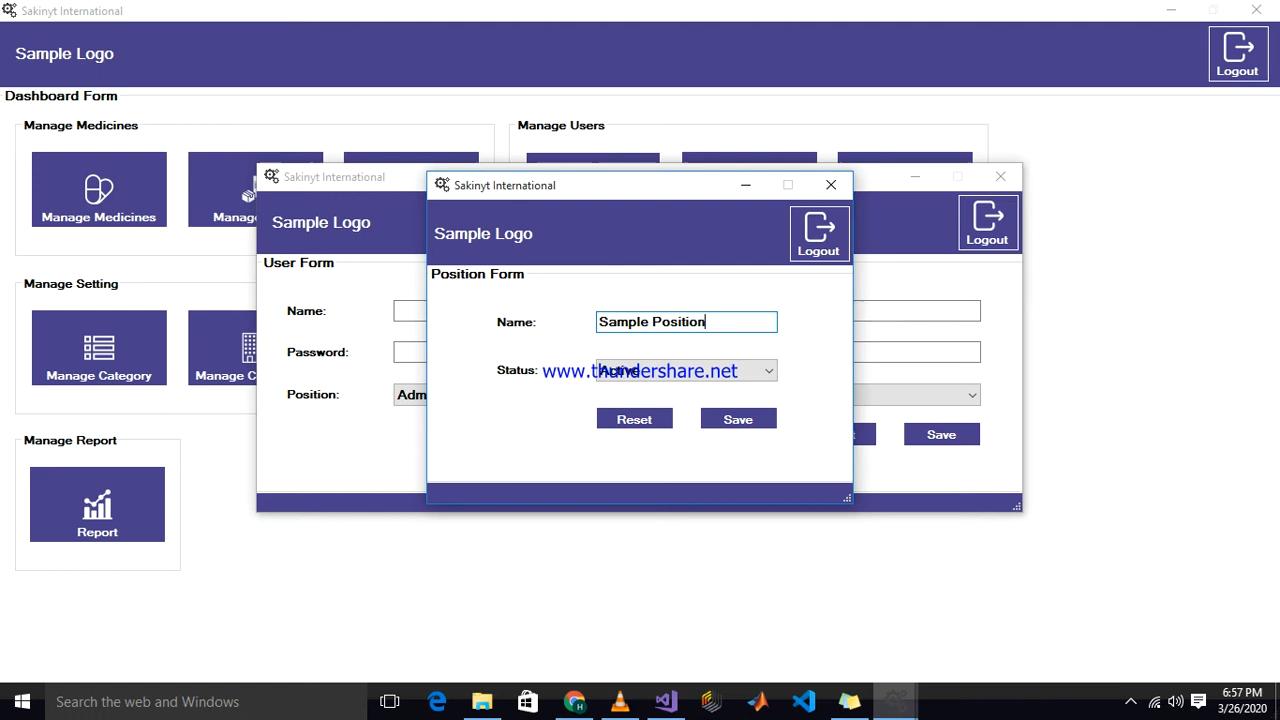 Sakinyt International
Sample Logo
Logout
Dashboard Form
Manage Medicines
Manage Users
Manage Medicines
Mana
Sakinyt International
Sample Logo
Logout
User Form
Name:
Password:
Position:
Adm
Save
Sakinyt International
Sample Logo
Logout
Position Form
Name:
Sample Position
Status:
Active
www.thundershare.net
Reset
Save
Manage Setting
Manage Category
Manage C
Manage Report
Report
Search the web and Windows
6:57 PM
3/26/2020